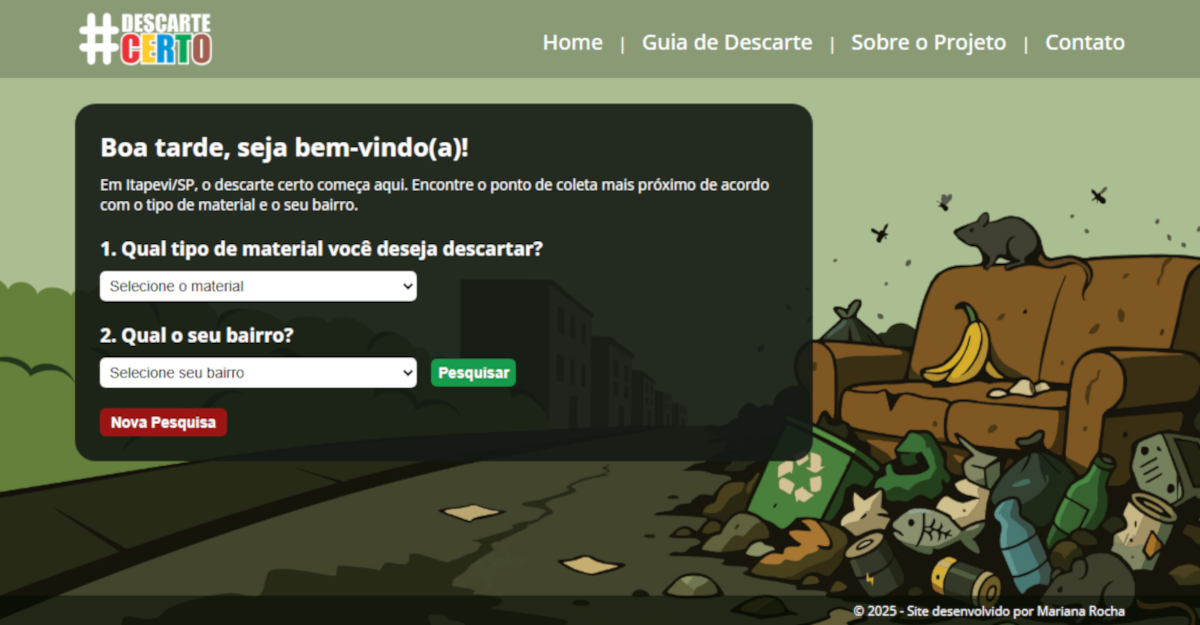 #DESCARTE
CERTO
Home | Guia de Descarte | Sobre o Projeto | Contato
Boa tarde, seja bem-vindo(a)!
Em Itapevi/SP, o descarte certo começa aqui. Encontre o ponto de coleta mais próximo de acordo
com o tipo de material e o seu bairro.
1. Qual tipo de material você deseja descartar?
Selecione o material
2. Qual o seu bairro?
Selecione seu bairro
Pesquisar
Nova Pesquisa
© 2025 - Site desenvolvido por Mariana Rocha